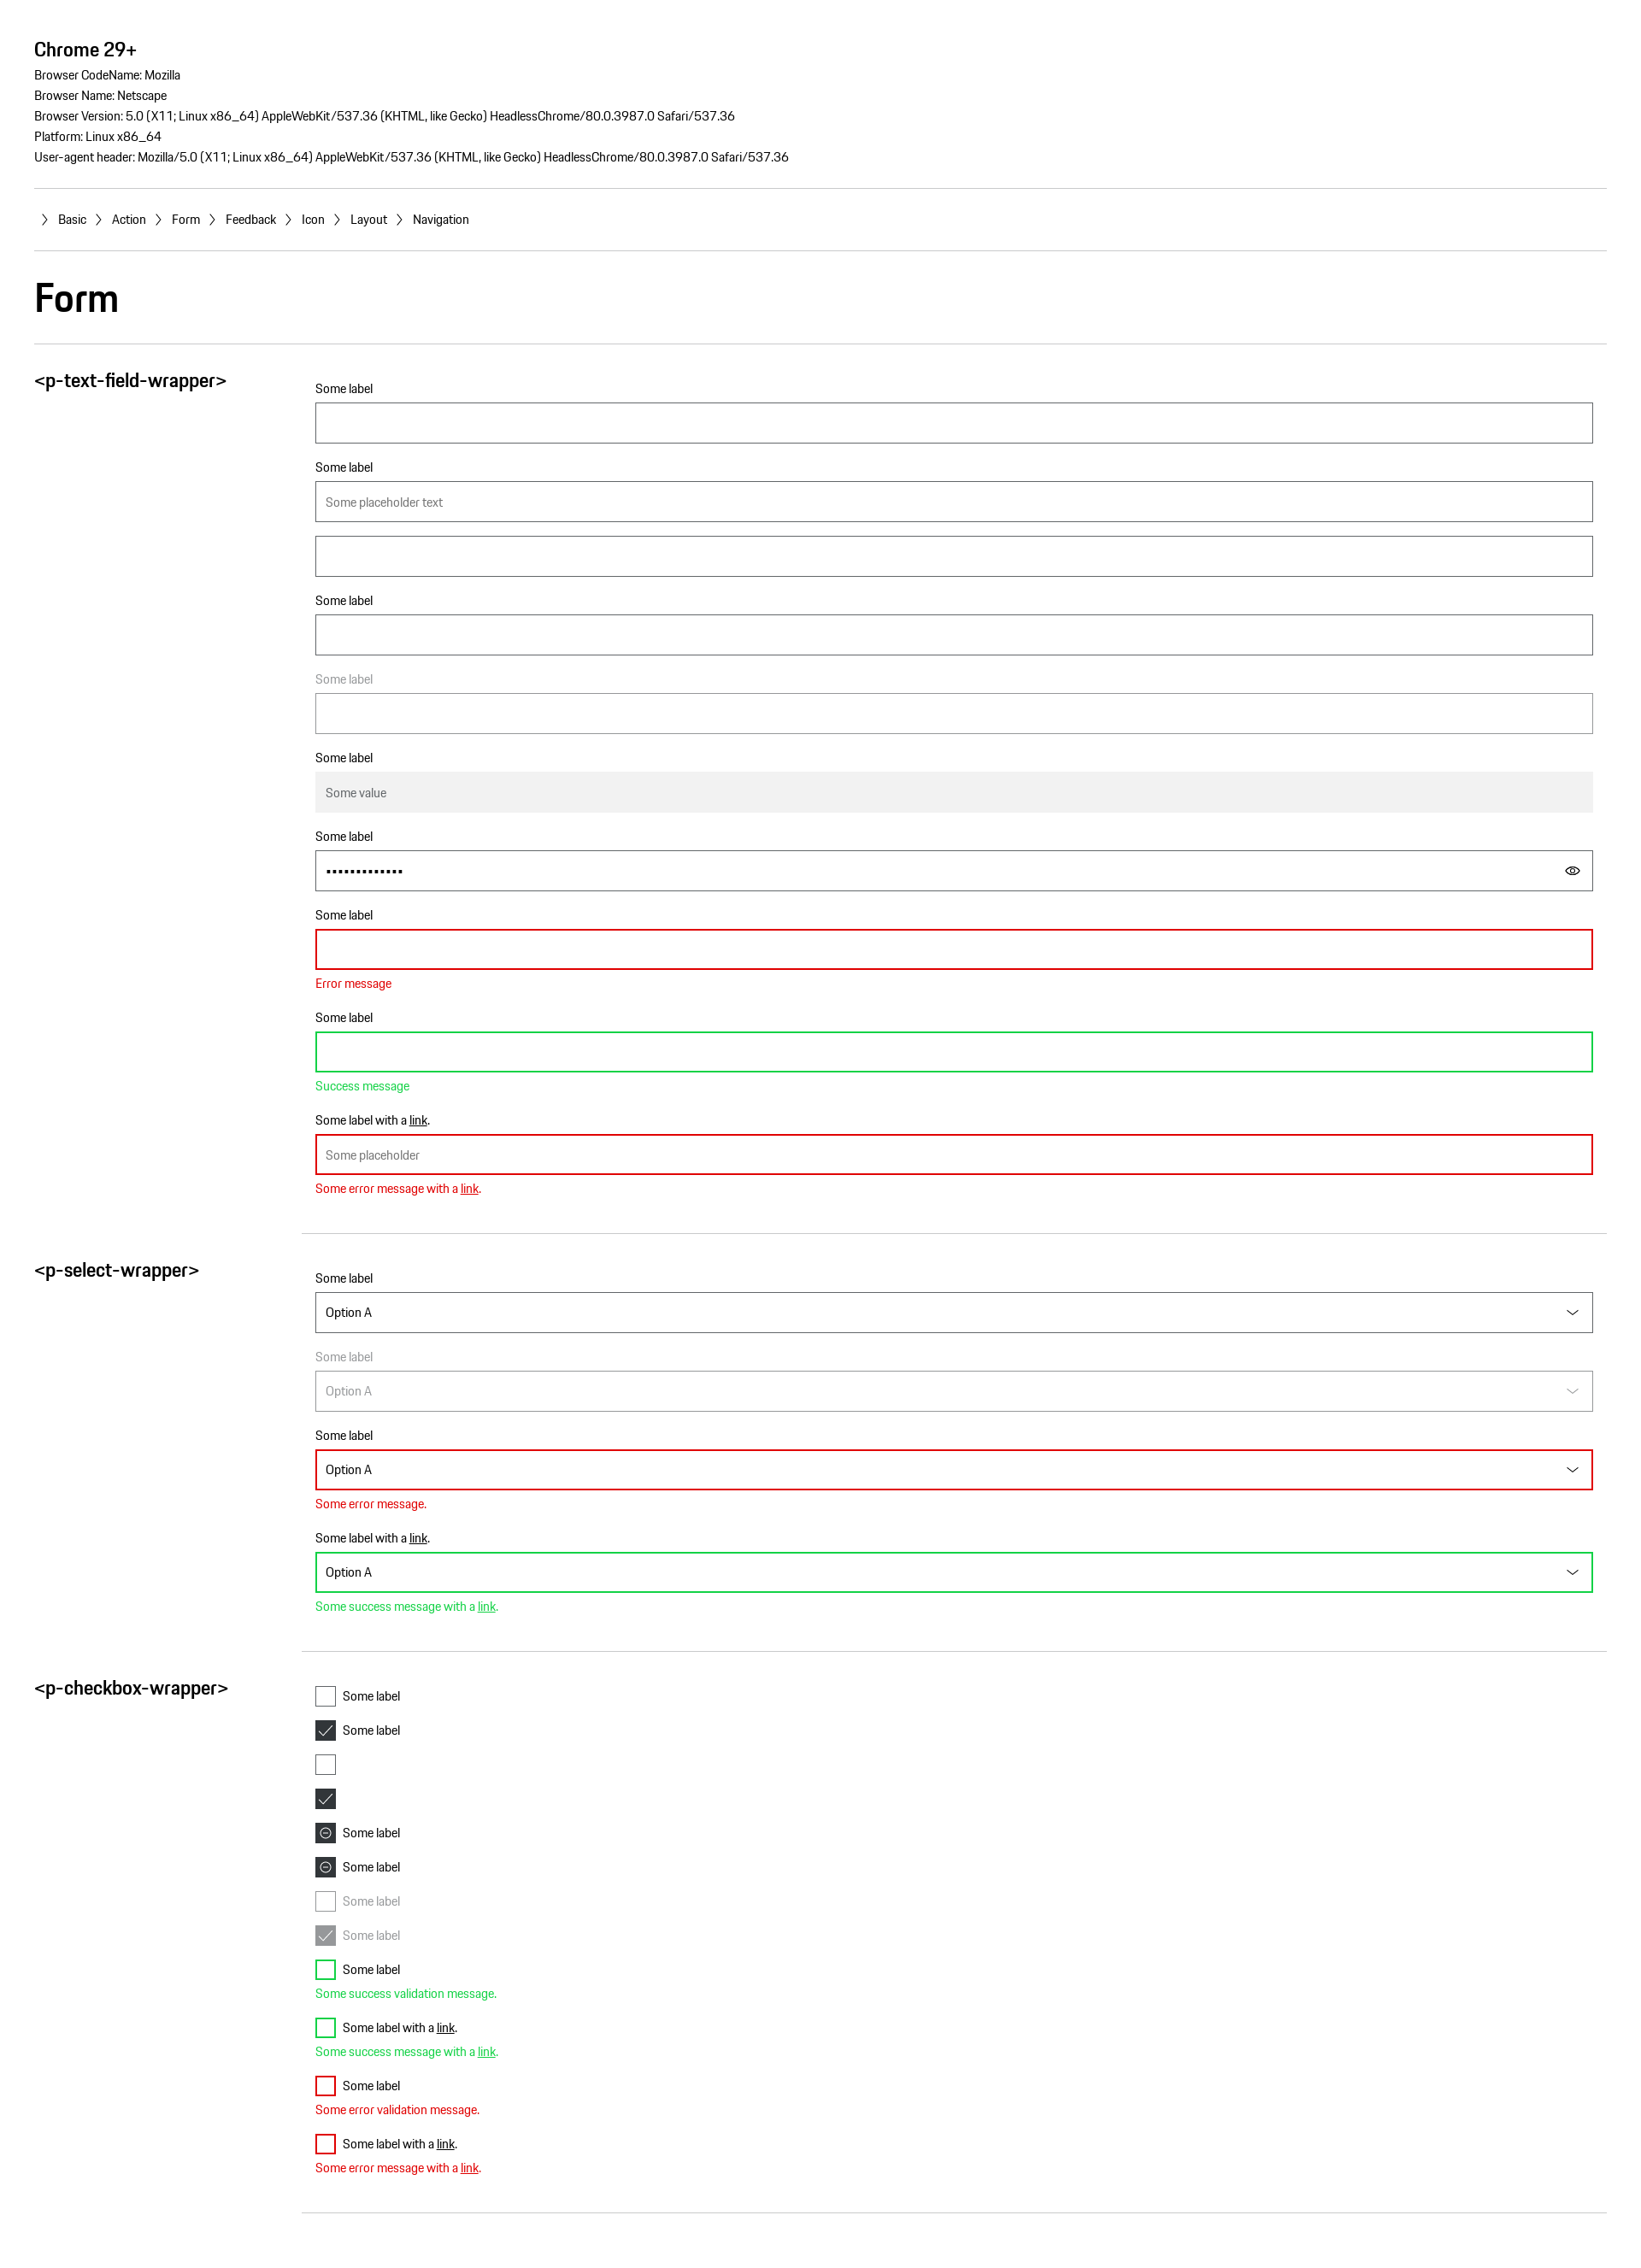 Chrome 29+
Browser CodeName: Mozilla
Browser Name: Netscape
Browser Version: 5.0 (X11; Linux x86_64) AppleWebKit/537.36 (KHTML, like Gecko) HeadlessChrome/80.0.3987.0 Safari/537.36
Platform: Linux x86_64
User-agent header: Mozilla/5.0 (X11; Linux x86_64) AppleWebKit/537.36 (KHTML, like Gecko) HeadlessChrome/80.0.3987.0 Safari/537.36
Basic Action Form Feedback Icon Layout Navigation
Form
<p-text-field-wrapper>
Some label
Some label
Some placeholder text
Some label
Some label
Some label
Some value
Some label
Some label
Error message
Some label
Success message
Some label with a link.
Some placeholder
Some error message with a link.
<p-select-wrapper>
Some label
Option A
Some label
Option A
Some label
Option A
Some error message.
Some label with a link.
Option A
Some success message with a link.
<p-checkbox-wrapper>
Some label
Some label
Some label
Some label
Some label
Some label
Some label
Some success validation message.
Some label with a link.
Some success message with a link.
Some label
Some error validation message.
Some label with a link.
Some error message with a link.